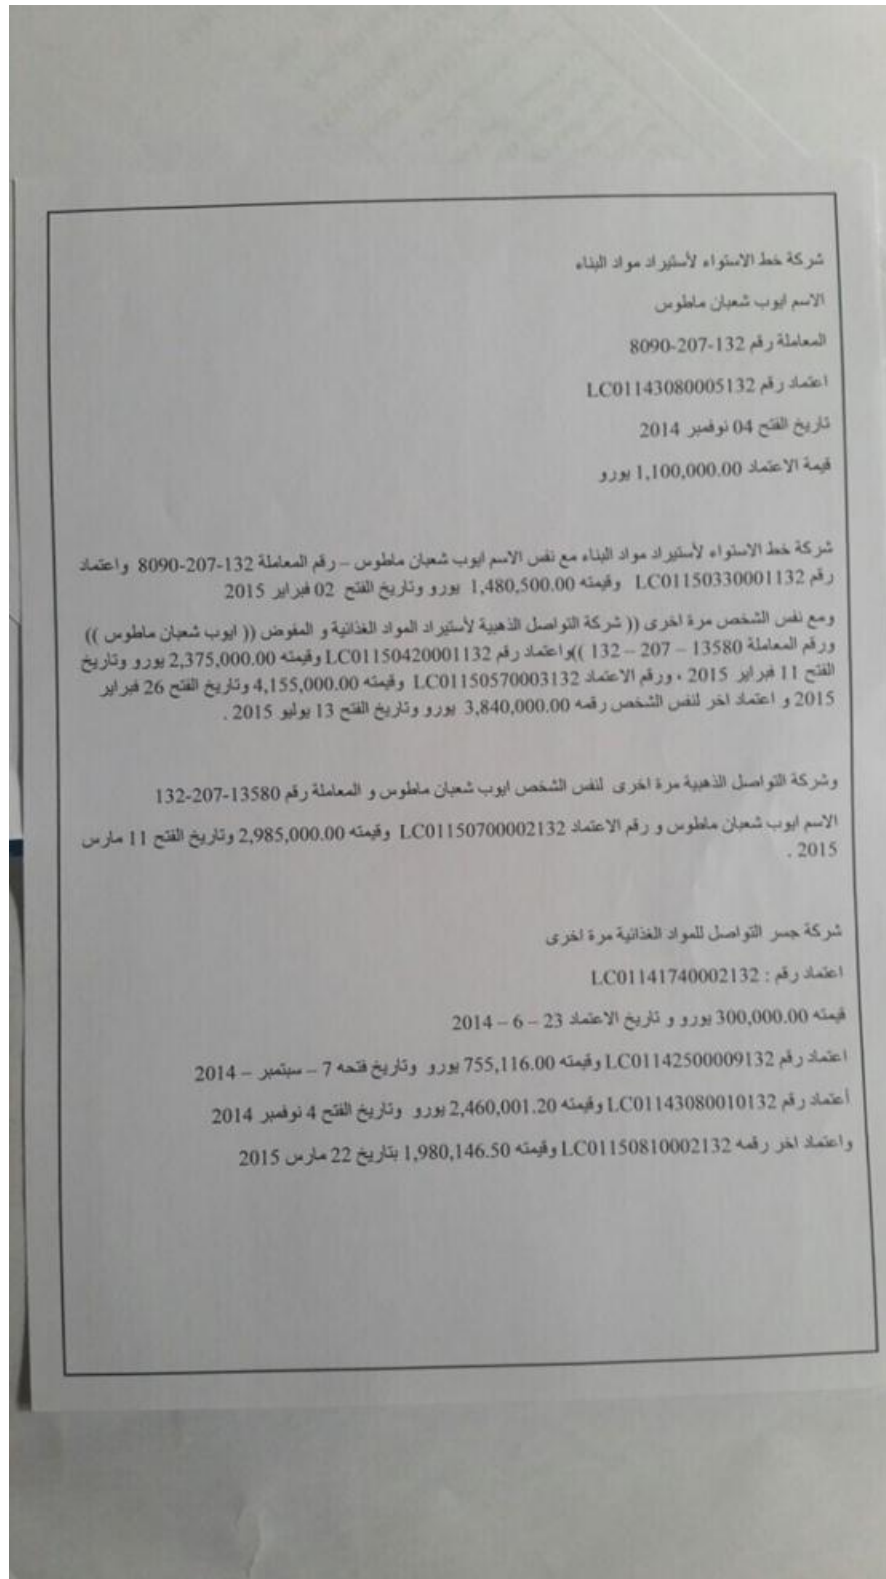 شركة خط الاستواء لأستيراد مواد البناء
الاسم ايوب شعبان ماطوس
المعاملة رقم 132-207-8090
اعتماد رقم LC01143080005132
تاريخ الفتح 04 نوفمبر 2014
قيمة الاعتماد 1,100,000.00 يورو
شركة خط الاستواء لأستيراد مواد البناء مع نفس الاسم ايوب شعبان ماطوس – رقم المعاملة 132-207-8090 واعتماد
رقم LC01150330001132 وقيمته 1,480,500.00 يورو وتاريخ الفتح 02 فبراير 2015
ومع نفس الشخص مرة اخرى (( شركة التواصل الذهبية لأستيراد المواد الغذائية و المفوض (( ايوب شعبان ماطوس ))
ورقم المعاملة 13580 – 207 – 132 ))واعتماد رقم LC01150420001132 وقيمته 2,375,000.00 يورو وتاريخ
الفتح 11 فبراير 2015 ، ورقم الاعتماد LC01150570003132 وقيمته 4,155,000.00 وتاريخ الفتح 26 فبراير
2015 و اعتماد اخر لنفس الشخص رقمه 3,840,000.00 يورو وتاريخ الفتح 13 يوليو 2015 .
وشركة التواصل الذهبية مرة اخرى لنفس الشخص ايوب شعبان ماطوس و المعاملة رقم 13580-207-132
الاسم ايوب شعبان ماطوس و رقم الاعتماد LC01150700002132 وقيمته 2,985,000.00 وتاريخ الفتح 11 مارس
2015 .
شركة جسر التواصل للمواد الغذائية مرة اخرى
اعتماد رقم : LC01141740002132
قيمته 300,000.00 يورو و تاريخ الاعتماد 23 – 6 – 2014
اعتماد رقم LC01142500009132 وقيمته 755,116.00 يورو وتاريخ فتحه 7 – سبتمبر – 2014
أعتماد رقم LC01143080010132 وقيمته 2,460,001.20 يورو وتاريخ الفتح 4 نوفمبر 2014
واعتماد اخر رقمه LC01150810002132 وقيمته 1,980,146.50 بتاريخ 22 مارس 2015